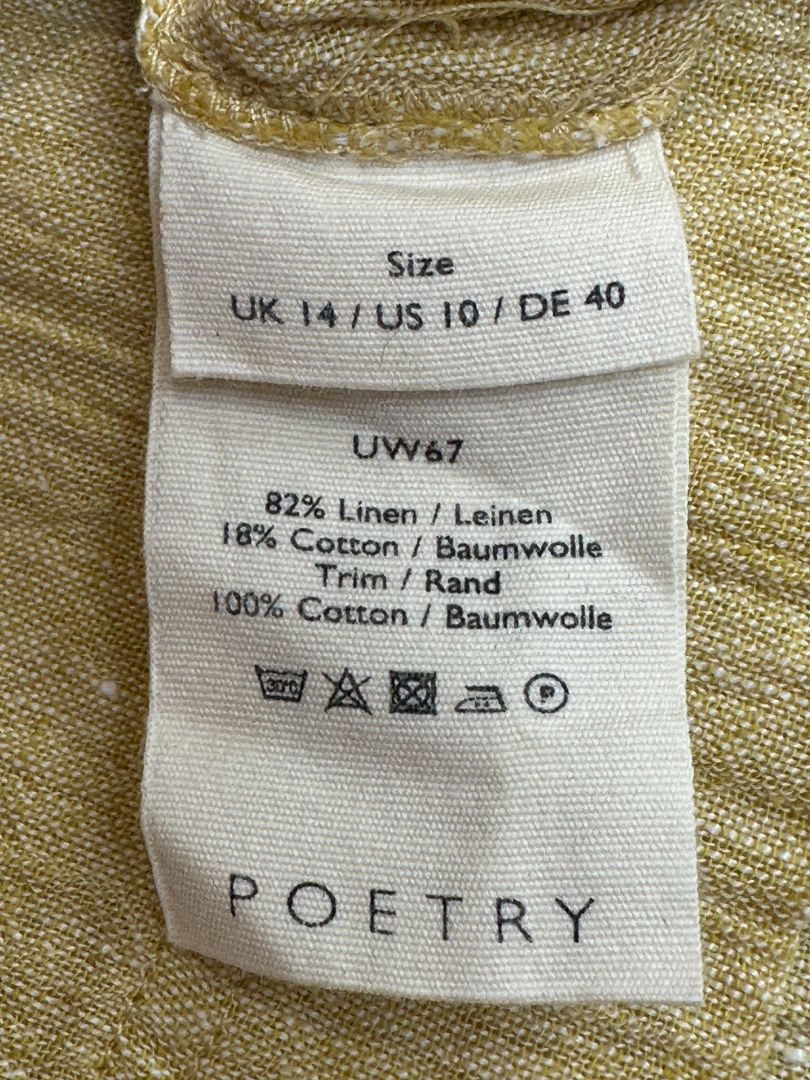 Size
UK 14 / US 10 / DE 40
UW67
82% Linen / Leinen
18% Cotton / Baumwolle
Trim / Rand
100% Cotton / Baumwolle
30°C
P
POETRY